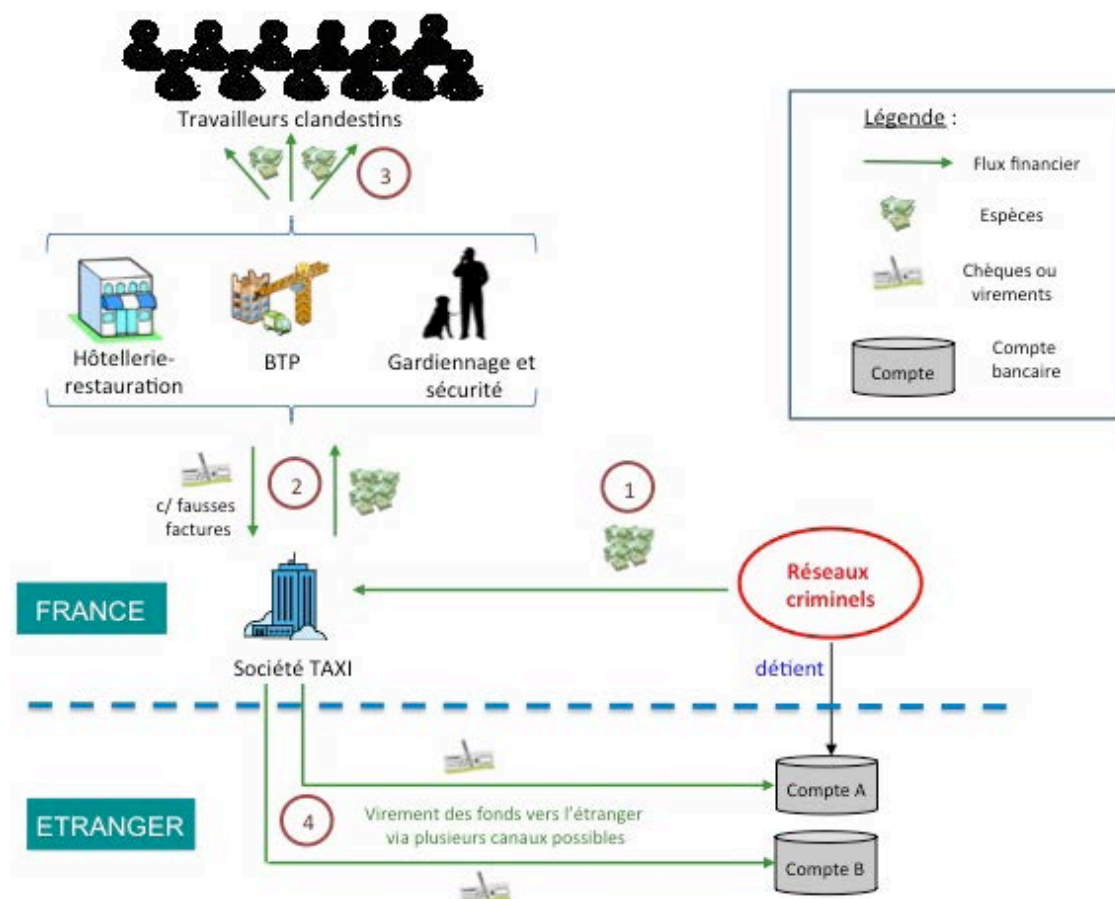 Travailleurs clandestins
3
Hôtellerie-
restauration
BTP
Gardiennage et
sécurité
2
c/ fausses
factures
1
Réseaux
criminels
FRANCE
Société TAXI
détient
ETRANGER
4
Virement des fonds vers l'étranger
via plusieurs canaux possibles
Compte A
Compte B
Légende :
Flux financier
Espèces
Chèques ou
virements
Compte
Compte
bancaire